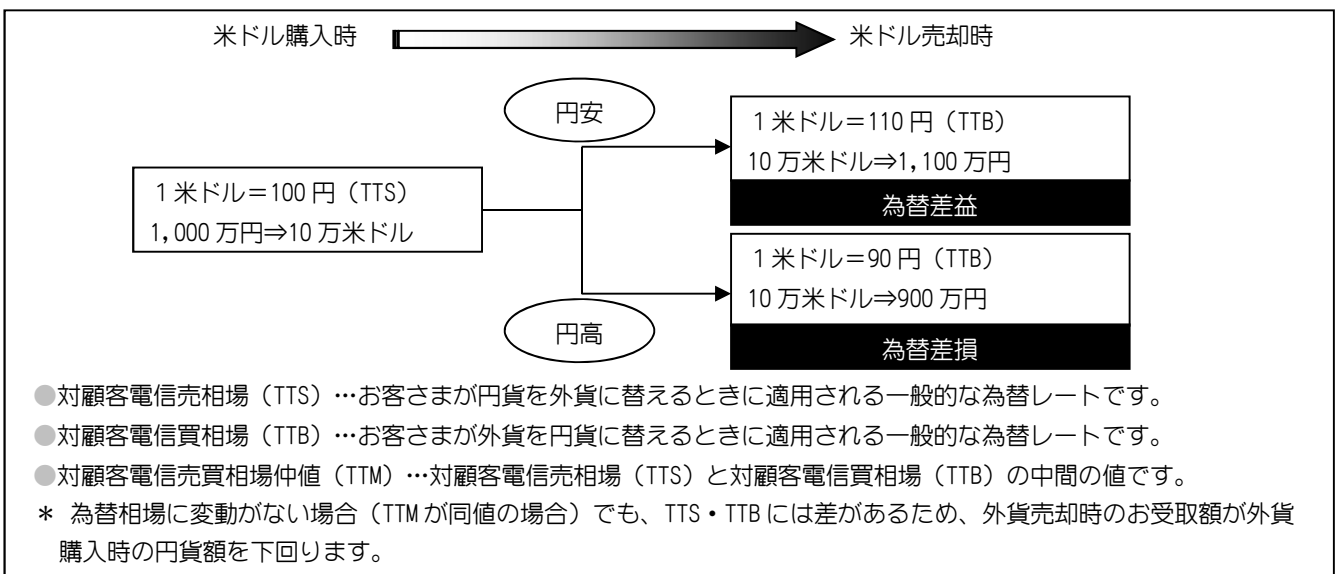 米ドル購入時
米ドル売却時
円安
1米ドル=110円(TTB)
10万米ドル⇒1,100万円
為替差益
1米ドル=100円(TTS)
1,000万円⇒10万米ドル
1米ドル=90円(TTB)
10万米ドル⇒900万円
為替差損
円高
●対顧客電信売相場(TTS)…お客さまが円貨を外貨に替えるときに適用される一般的な為替レートです。
●対顧客電信買相場(TTB)…お客さまが外貨を円貨に替えるときに適用される一般的な為替レートです。
●対顧客電信売買相場仲値(TTM)…対顧客電信売相場(TTS)と対顧客電信買相場(TTB)の中間の値です。
* 為替相場に変動がない場合(TTMが同値の場合)でも、TTS・TTBには差があるため、外貨売却時のお受取額が外貨
購入時の円貨額を下回ります。